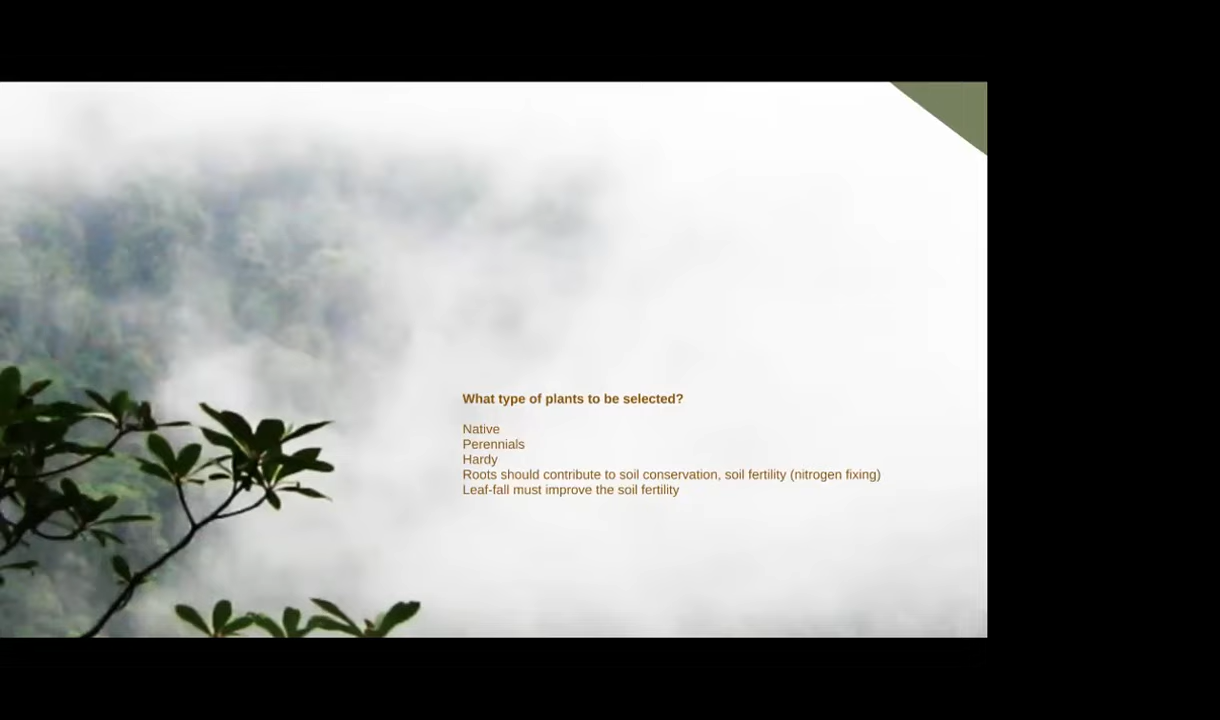 What type of plants to be selected?
Native
Perennials
Hardy
Roots should contribute to soil conservation, soil fertility (nitrogen fixing)
Leaf-fall must improve the soil fertility